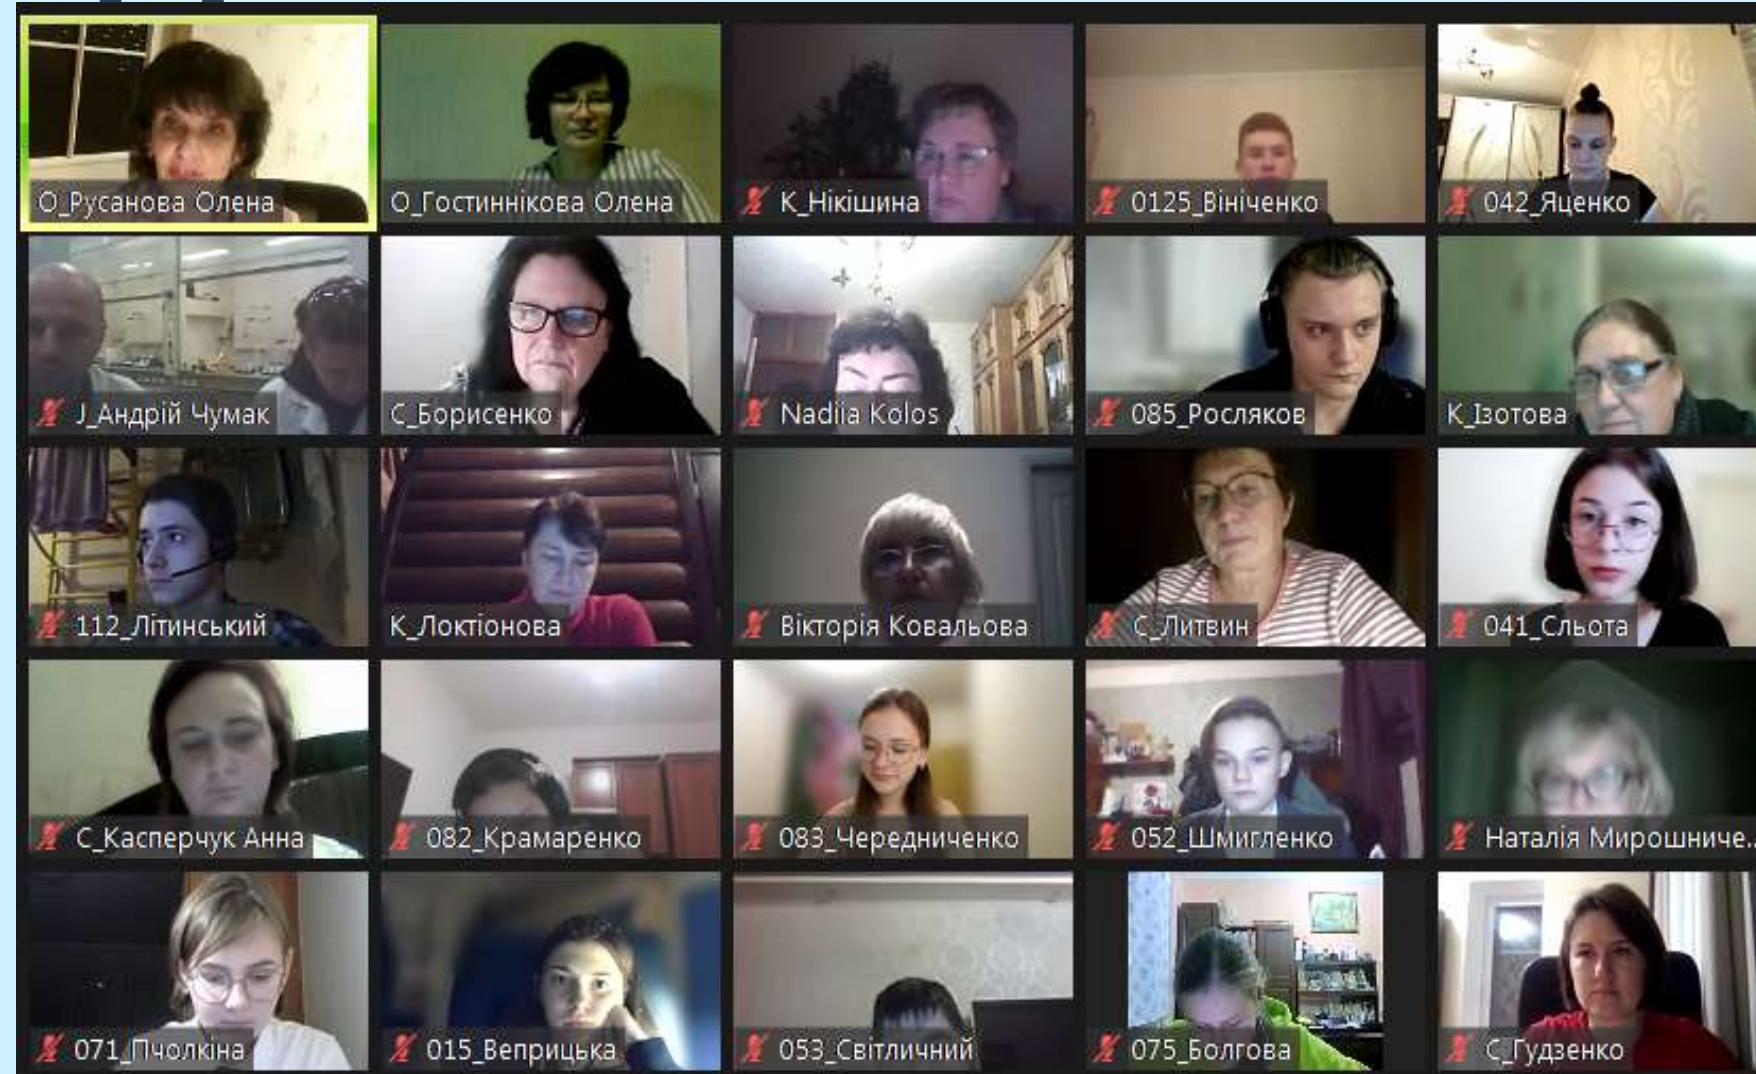 О_Русанова Олена
О_Гостиннікова Олена
К_Нікішина
0125_Вініченко
042_Яценко
J_Андрій Чумак
С_Борисенко
Nadiia Kolos
085_Росляков
К_Ізотова
112_Літинський
К_Локтіонова
Вікторія Ковальова
С_Литвин
041_Сльота
С_Касперчук Анна
082_Крамаренко
083_Чередниченко
052_Шмигленко
Наталія Мирошниче...
071_Пчолкіна
015_Веприцька
053_Світличний
075_Болгова
С_Гудзенко